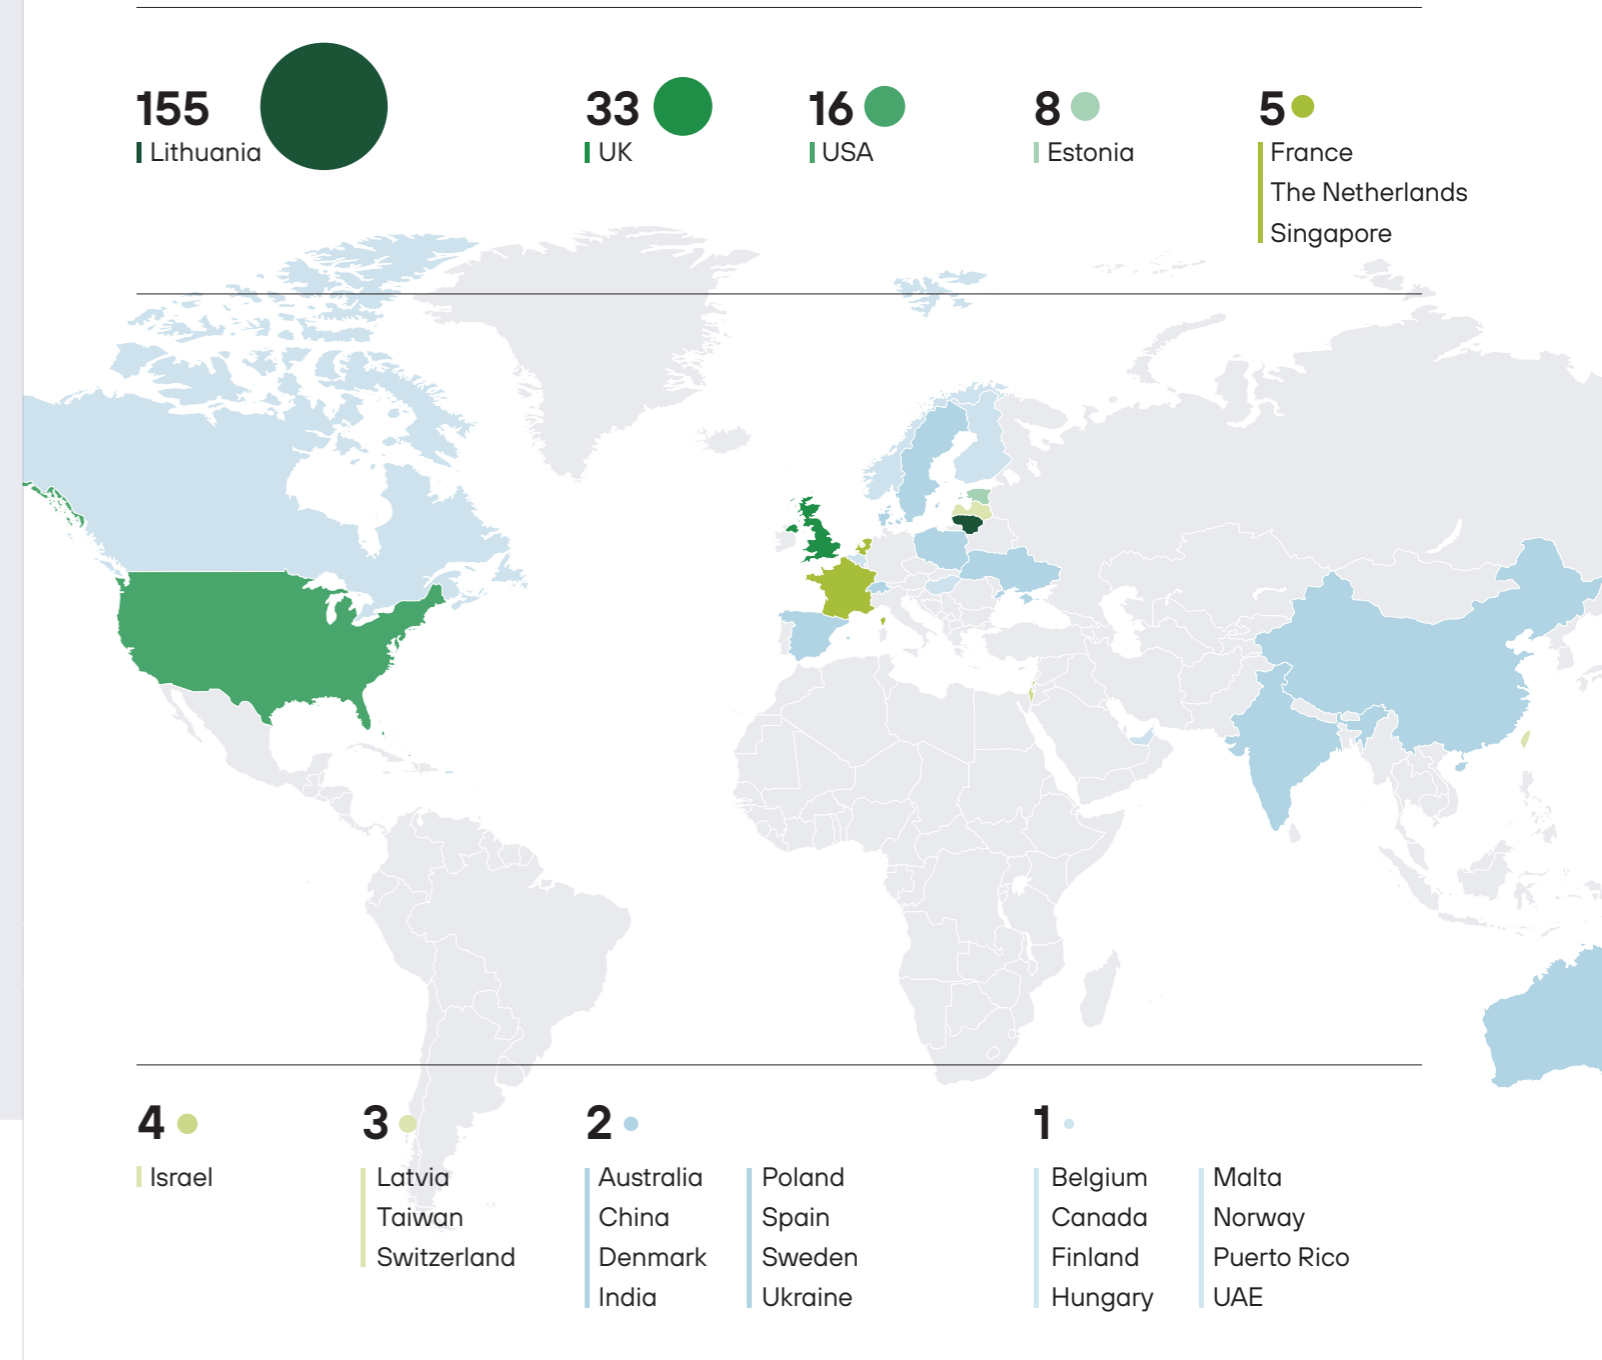 155
Lithuania
33
UK
16
USA
8
Estonia
5
France
The Netherlands
Singapore
4
Israel
3
Latvia
Taiwan
Switzerland
2
Australia
China
Denmark
India
Poland
Spain
Sweden
Ukraine
1
Belgium
Canada
Finland
Hungary
Malta
Norway
Puerto Rico
UAE